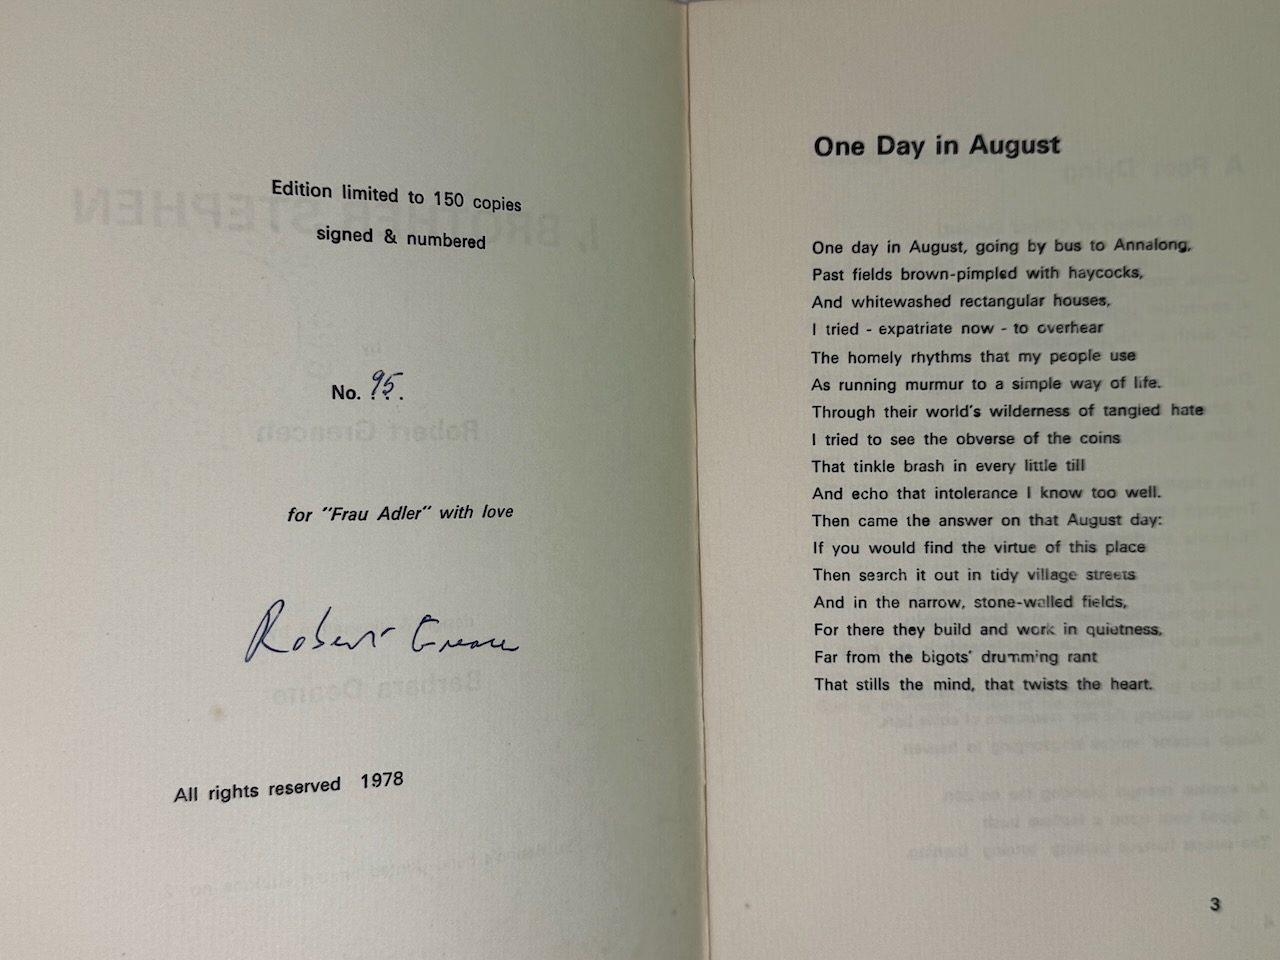 Edition limited to 150 copies
signed & numbered
No. 95.
for "Frau Adler" with love
Robert Greacen
All rights reserved 1978
One Day in August
One day in August, going by bus to Annalong,
Past fields brown-pimpled with haycocks,
And whitewashed rectangular houses,
I tried - expatriate now - to overhear
The homely rhythms that my people use
As running murmur to a simple way of life.
Through their world's wilderness of tangled hate
I tried to see the obverse of the coins
That tinkle brash in every little till
And echo that intolerance I know too well.
Then came the answer on that August day:
If you would find the virtue of this place
Then search it out in tidy village streets
And in the narrow, stone-walled fields,
For there they build and work in quietness,
Far from the bigots' drumming rant
That stills the mind, that twists the heart.
3